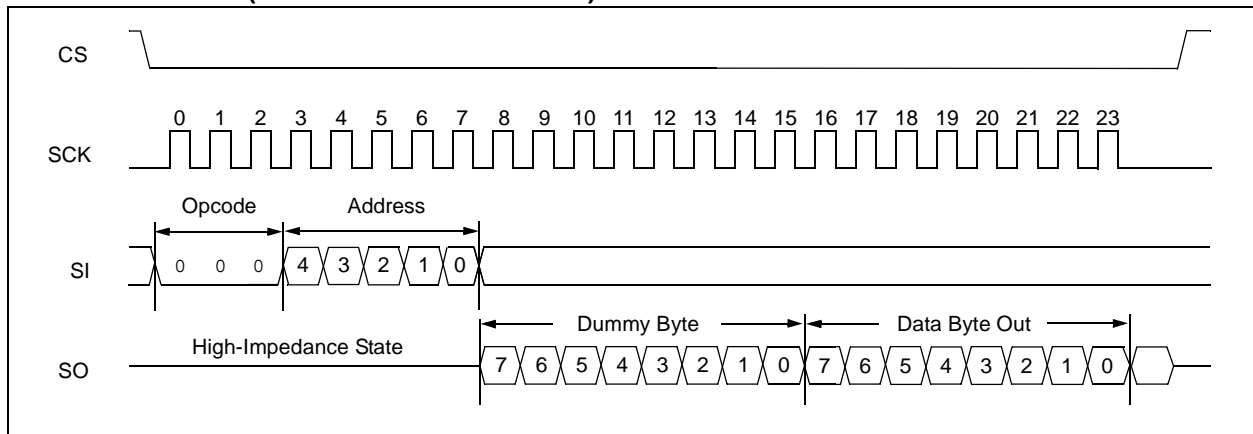 CS
0 1 2 3 4 5 6 7 8 9 10 11 12 13 14 15 16 17 18 19 20 21 22 23
SCK
Opcode Address
SI 0 0 0 4 3 2 1 0
Dummy Byte Data Byte Out
High-Impedance State
SO 7 6 5 4 3 2 1 0 7 6 5 4 3 2 1 0